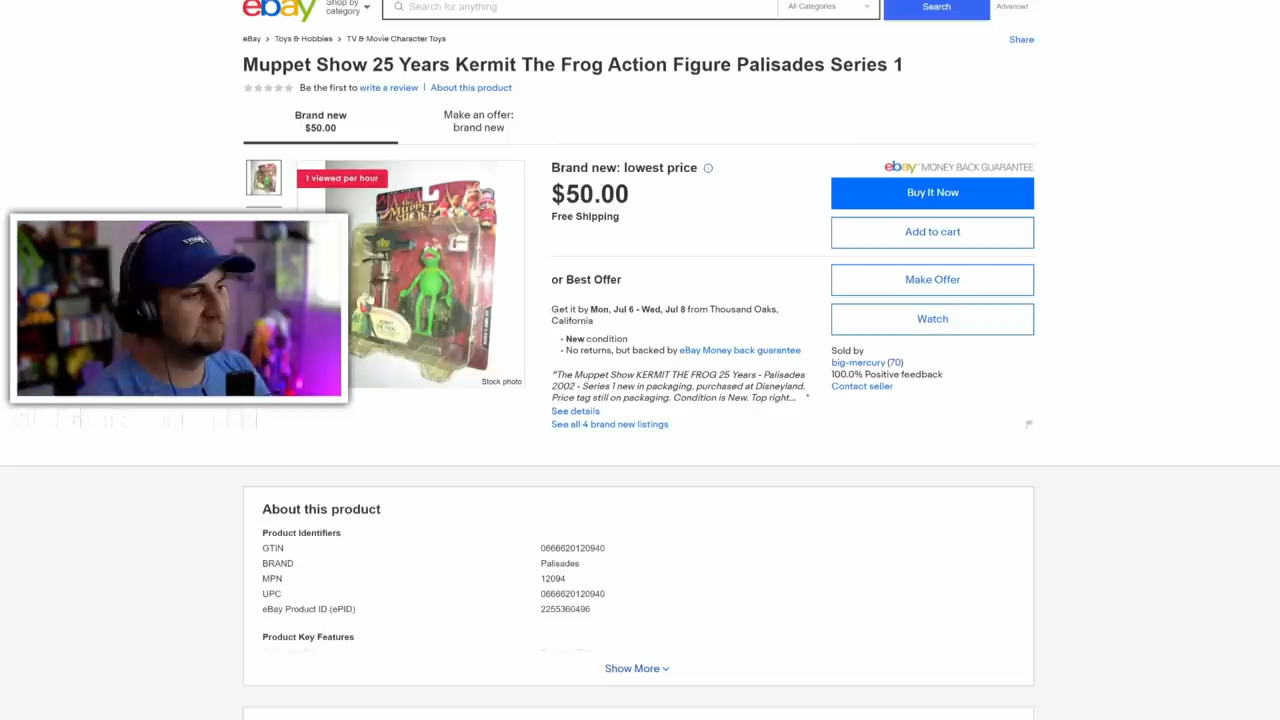 ebay
Shop by
category
Search for anything
All Categories
Search
Advanced
eBay > Toys & Hobbies > TV & Movie Character Toys
Share
Muppet Show 25 Years Kermit The Frog Action Figure Palisades Series 1
Be the first to write a review | About this product
Brand new
$50.00
Make an offer:
brand new
1 viewed per hour
THE MUPPET SHOW
Stock photo
Brand new: lowest price
$50.00
Free Shipping
ebay MONEY BACK GUARANTEE
Buy It Now
Add to cart
or Best Offer
Make Offer
Get it by Mon, Jul 6 - Wed, Jul 8 from Thousand Oaks,
California
• New condition
• No returns, but backed by eBay Money back guarantee
Watch
"The Muppet Show KERMIT THE FROG 25 Years - Palisades
2002 - Series 1 new in packaging. purchased at Disneyland.
Price tag still on packaging. Condition is New. Top right... "
See details
See all 4 brand new listings
Sold by
big-mercury (70)
100.0% Positive feedback
Contact seller
About this product
Product Identifiers
GTIN 0666620120940
BRAND Palisades
MPN 12094
UPC 0666620120940
eBay Product ID (ePID) 2255360496
Product Key Features
Show More